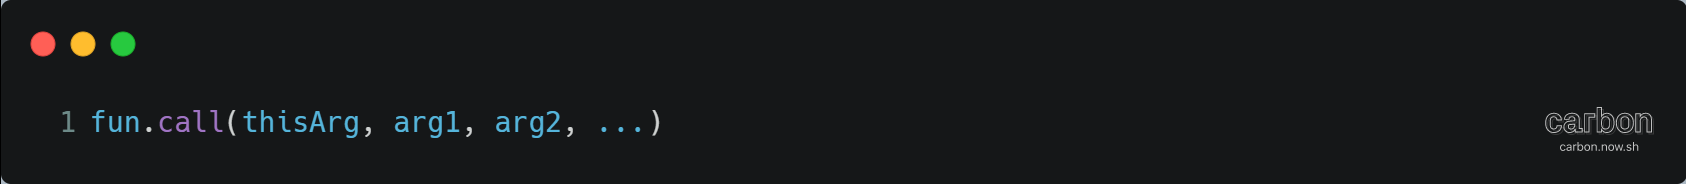 1 fun.call(thisArg, arg1, arg2, ...)
carbon
carbon.now.sh